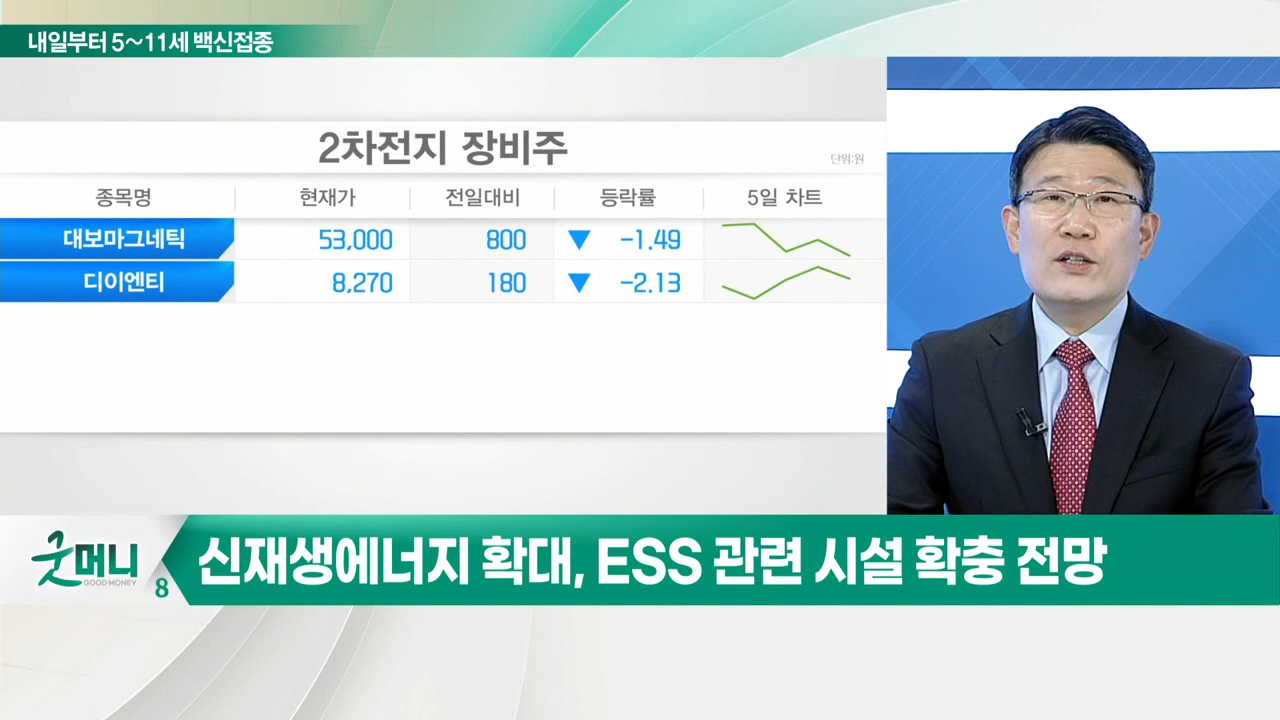 내일부터 5~11세 백신접종
2차전지 장비주
단위:원
종목명 현재가 전일대비 등락률 5일 차트
대보마그네틱 53,000 800 ▼ -1.49
디이엔티 8,270 180 ▼ -2.13
굿머니
GOOD MONEY
8
신재생에너지 확대, ESS 관련 시설 확충 전망